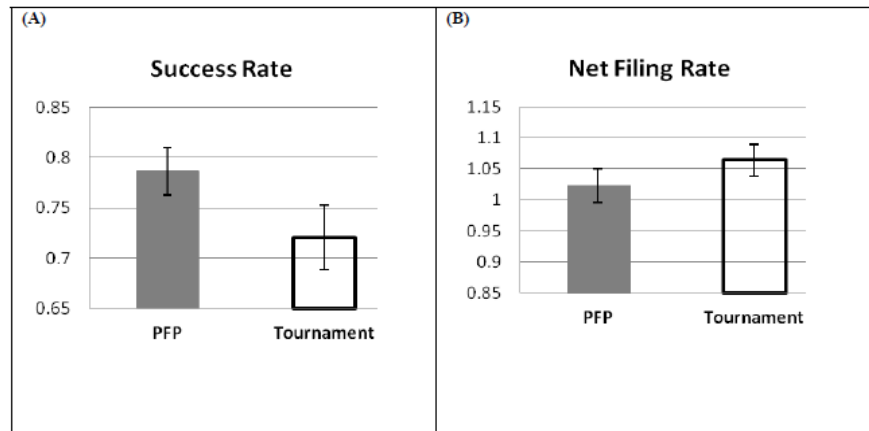 (A)
Success Rate
0.85
0.8
0.75
0.7
0.65
PFP
Tournament
(B)
Net Filing Rate
1.15
1.1
1.05
1
0.95
0.9
0.85
PFP
Tournament